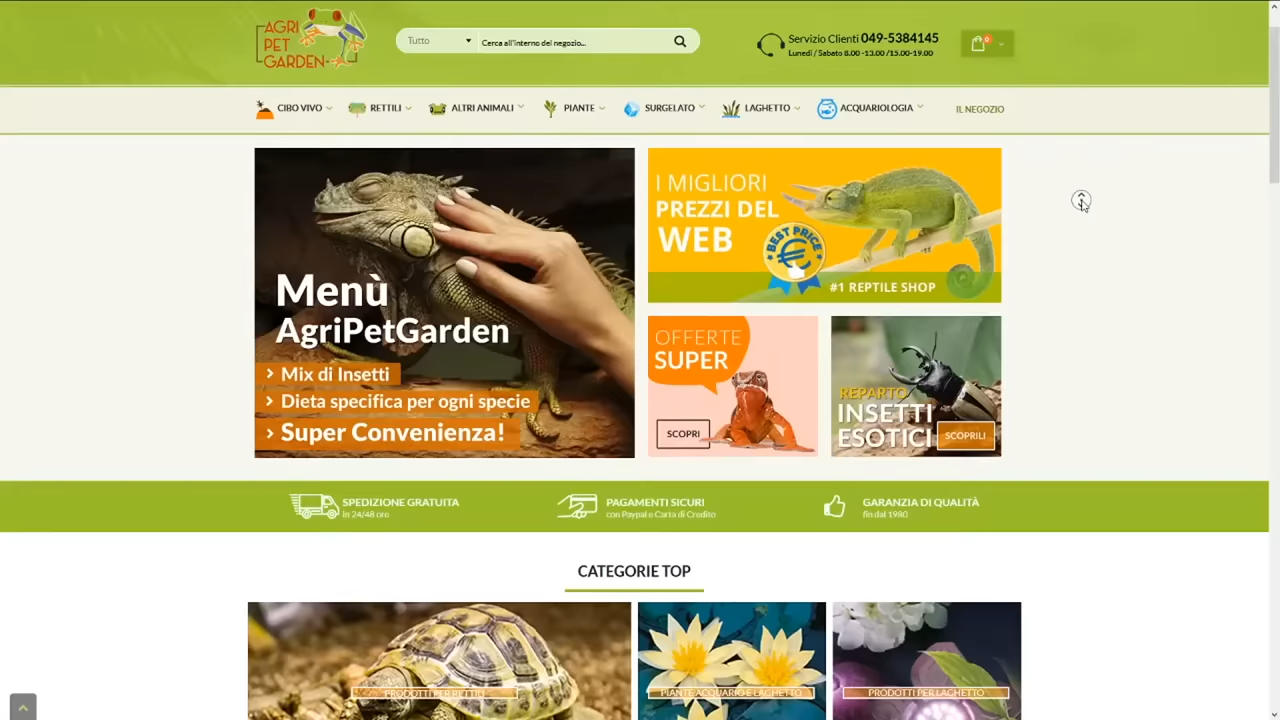 AGRI
PET
GARDEN
Tutto
Cerca all'interno del negozio...
Servizio Clienti 049-5384145
Lunedì / Sabato 8.00 -13.00 /15.00-19.00
0
CIBO VIVO
RETTILI
ALTRI ANIMALI
PIANTE
SURGELATO
LAGHETTO
ACQUARIOLOGIA
IL NEGOZIO
Menù
AgriPetGarden
> Mix di Insetti
> Dieta specifica per ogni specie
> Super Convenienza!
I MIGLIORI
PREZZI DEL
WEB
BEST PRICE
€
#1 REPTILE SHOP
OFFERTE
SUPER
SCOPRI
REPARTO
INSETTI
ESOTICI
SCOPRILI
SPEDIZIONE GRATUITA
in 24/48 ore
PAGAMENTI SICURI
con Paypal e Carta di Credito
GARANZIA DI QUALITÀ
fin dal 1980
CATEGORIE TOP
PRODOTTI PER RETTILI
PIANTE ACQUARIO E LAGHETTO
PRODOTTI PER LAGHETTO